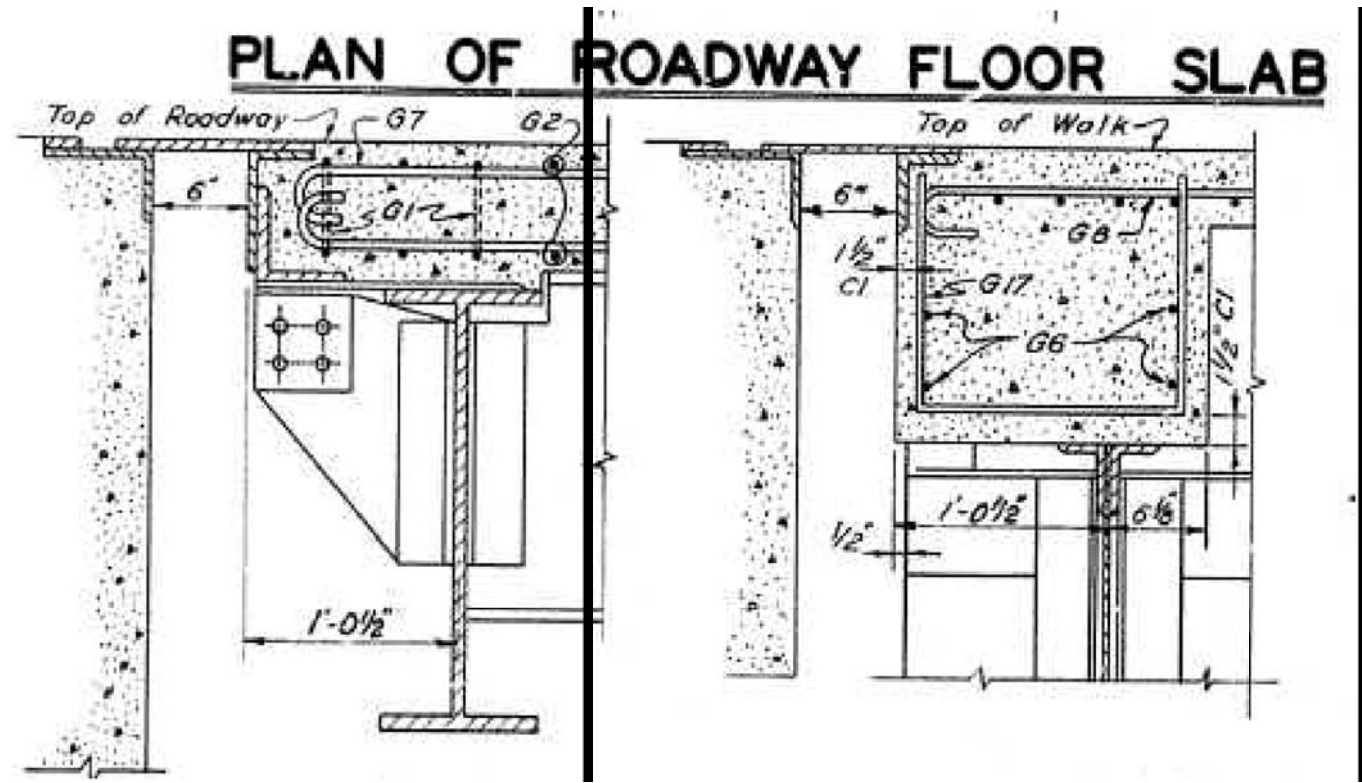 PLAN OF ROADWAY FLOOR SLAB
Top of Roadway
G7
G2
6"
G1
1'-0½"
Top of Walk
6"
G8
1½"
Cl
G17
G6
1½" Cl
1'-0½"
6⅛"
½"